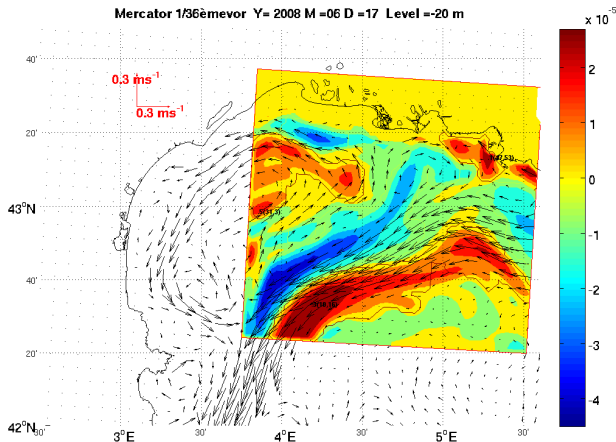 Mercator 1/36èmevor Y= 2008 M =06 D =17 Level =-20 m
x 10^-5
40'
0.3 ms^-1
0.3 ms^-1
20'
43°N
40'
20'
42°N
30'
3°E
30'
4°E
30'
5°E
30'
2
1
0
-1
-2
-3
-4